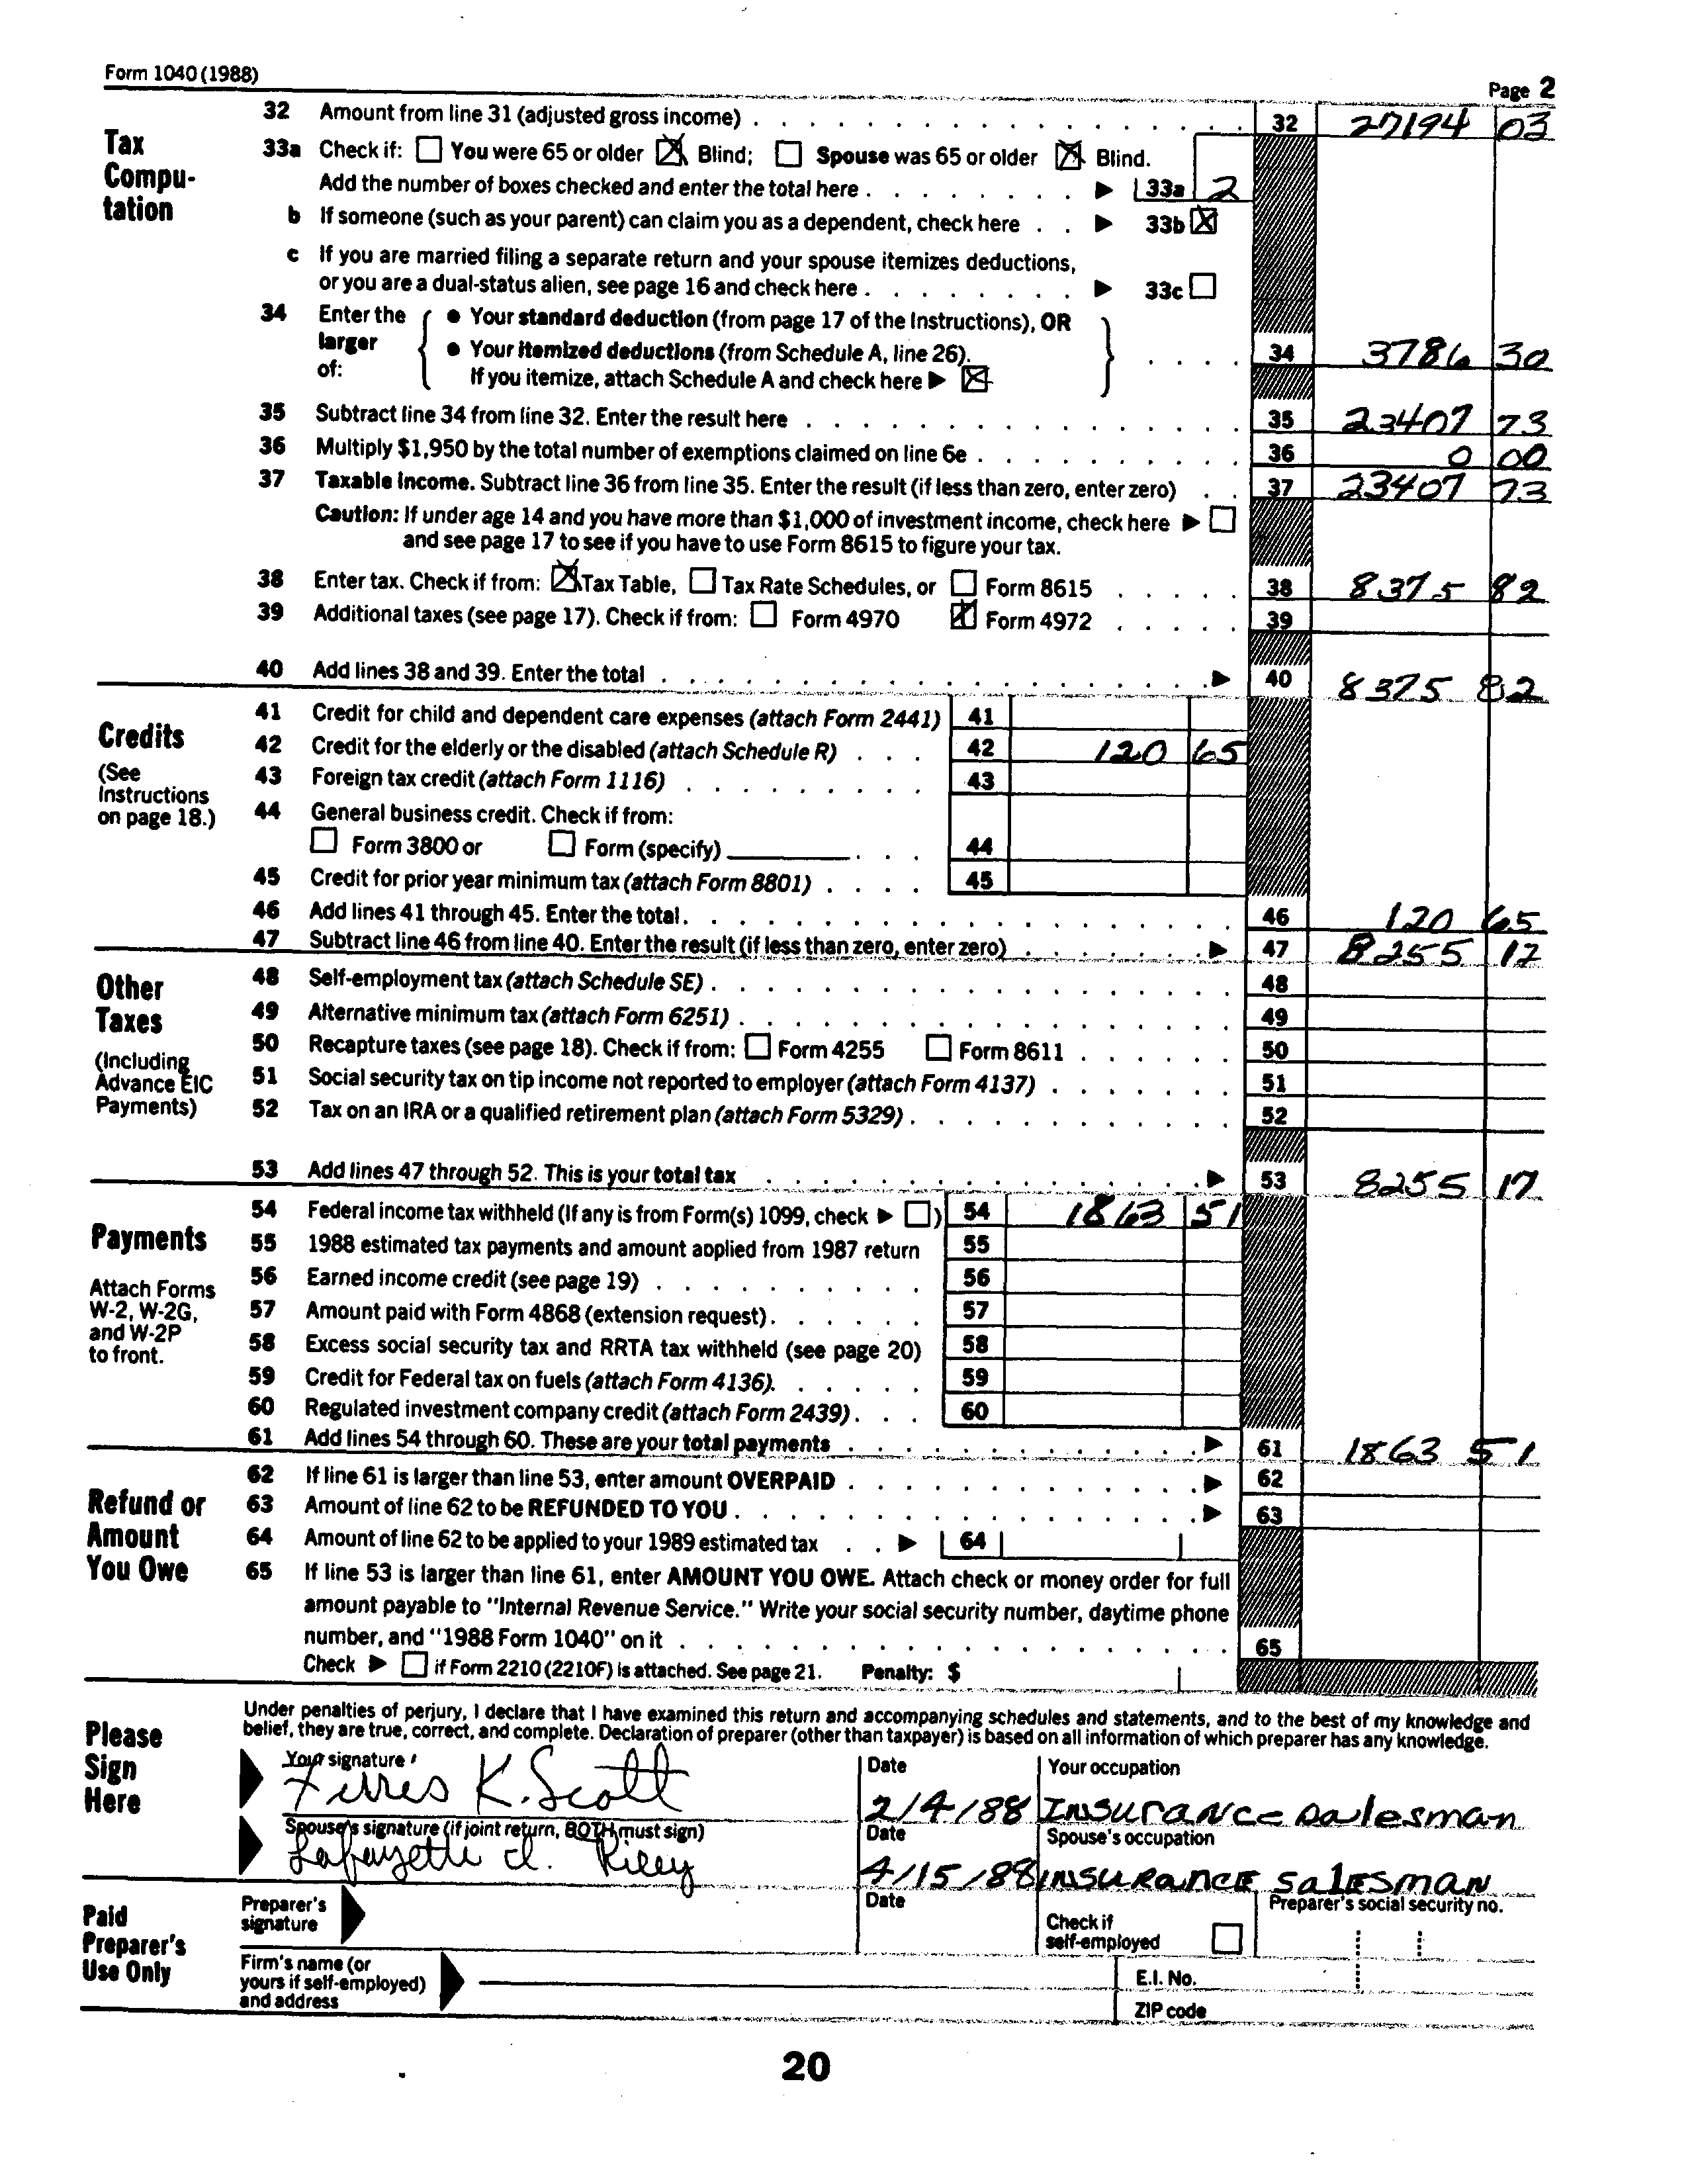 Form 1040 (1988)
Page 2
Tax Computation
32 Amount from line 31 (adjusted gross income) 32 27194 03
33a Check if: You were 65 or older Blind; Spouse was 65 or older Blind.
Add the number of boxes checked and enter the total here 33a 2
b If someone (such as your parent) can claim you as a dependent, check here 33b X
c If you are married filing a separate return and your spouse itemizes deductions,
or you are a dual-status alien, see page 16 and check here 33c
34 Enter the larger of:
• Your standard deduction (from page 17 of the Instructions), OR
• Your itemized deductions (from Schedule A, line 26).
If you itemize, attach Schedule A and check here X
34 3786 30
35 Subtract line 34 from line 32. Enter the result here 35 23407 73
36 Multiply $1,950 by the total number of exemptions claimed on line 6e 36 0 00
37 Taxable income. Subtract line 36 from line 35. Enter the result (if less than zero, enter zero) 37 23407 73
Caution: If under age 14 and you have more than $1,000 of investment income, check here
and see page 17 to see if you have to use Form 8615 to figure your tax.
38 Enter tax. Check if from: X Tax Table, Tax Rate Schedules, or Form 8615 38 8375 82
39 Additional taxes (see page 17). Check if from: Form 4970 X Form 4972 39
40 Add lines 38 and 39. Enter the total 40 8375 82
Credits
(See Instructions on page 18.)
41 Credit for child and dependent care expenses (attach Form 2441) 41
42 Credit for the elderly or the disabled (attach Schedule R) 42 120 65
43 Foreign tax credit (attach Form 1116) 43
44 General business credit. Check if from:
Form 3800 or Form (specify) 44
45 Credit for prior year minimum tax (attach Form 8801) 45
46 Add lines 41 through 45. Enter the total 46 120 65
47 Subtract line 46 from line 40. Enter the result (if less than zero, enter zero) 47 8255 17
Other Taxes
(Including Advance EIC Payments)
48 Self-employment tax (attach Schedule SE) 48
49 Alternative minimum tax (attach Form 6251) 49
50 Recapture taxes (see page 18). Check if from: Form 4255 Form 8611 50
51 Social security tax on tip income not reported to employer (attach Form 4137) 51
52 Tax on an IRA or a qualified retirement plan (attach Form 5329) 52
53 Add lines 47 through 52. This is your total tax 53 8255 17
Payments
Attach Forms W-2, W-2G, and W-2P to front.
54 Federal income tax withheld (If any is from Form(s) 1099, check ) 54 1863 51
55 1988 estimated tax payments and amount applied from 1987 return 55
56 Earned income credit (see page 19) 56
57 Amount paid with Form 4868 (extension request) 57
58 Excess social security tax and RRTA tax withheld (see page 20) 58
59 Credit for Federal tax on fuels (attach Form 4136) 59
60 Regulated investment company credit (attach Form 2439) 60
61 Add lines 54 through 60. These are your total payments 61 1863 51
Refund or Amount You Owe
62 If line 61 is larger than line 53, enter amount OVERPAID 62
63 Amount of line 62 to be REFUNDED TO YOU 63
64 Amount of line 62 to be applied to your 1989 estimated tax 64
65 If line 53 is larger than line 61, enter AMOUNT YOU OWE. Attach check or money order for full
amount payable to "Internal Revenue Service." Write your social security number, daytime phone
number, and "1988 Form 1040" on it 65
Check if Form 2210 (2210F) is attached. See page 21. Penalty: $
Please Sign Here
Under penalties of perjury, I declare that I have examined this return and accompanying schedules and statements, and to the best of my knowledge and
belief, they are true, correct, and complete. Declaration of preparer (other than taxpayer) is based on all information of which preparer has any knowledge.
Your signature Date Your occupation
K. Scott 2/4/88 Insurance Salesman
Spouse's signature (if joint return, BOTH must sign) Date Spouse's occupation
Lafayette Riley 4/15/88 INSURANCE SALESMAN
Paid Preparer's Use Only
Preparer's signature Date Check if self-employed Preparer's social security no.
Firm's name (or yours if self-employed) and address E.I. No.
ZIP code
20